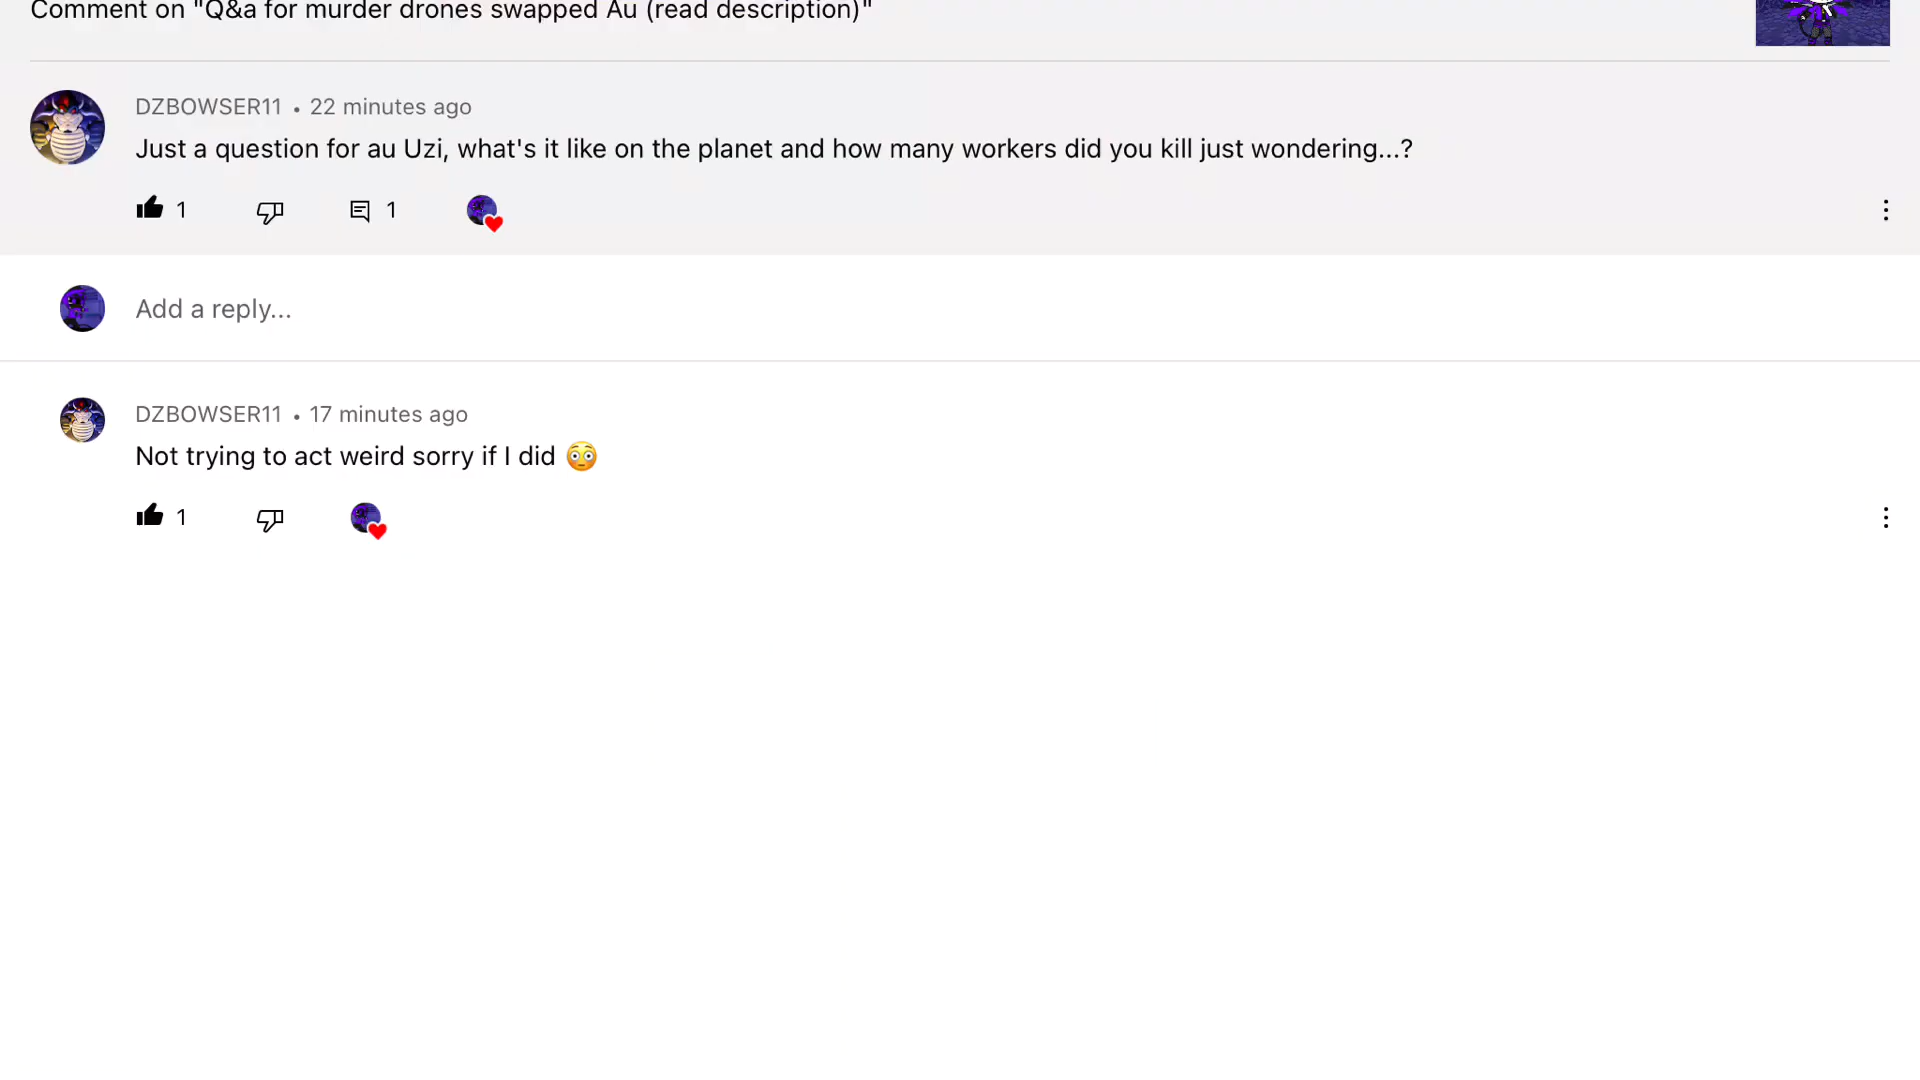 Comment on "Q&a for murder drones swapped Au (read description)"
DZBOWSER11 • 22 minutes ago
Just a question for au Uzi, what's it like on the planet and how many workers did you kill just wondering...?
1 1
Add a reply...
DZBOWSER11 • 17 minutes ago
Not trying to act weird sorry if I did 😳
1